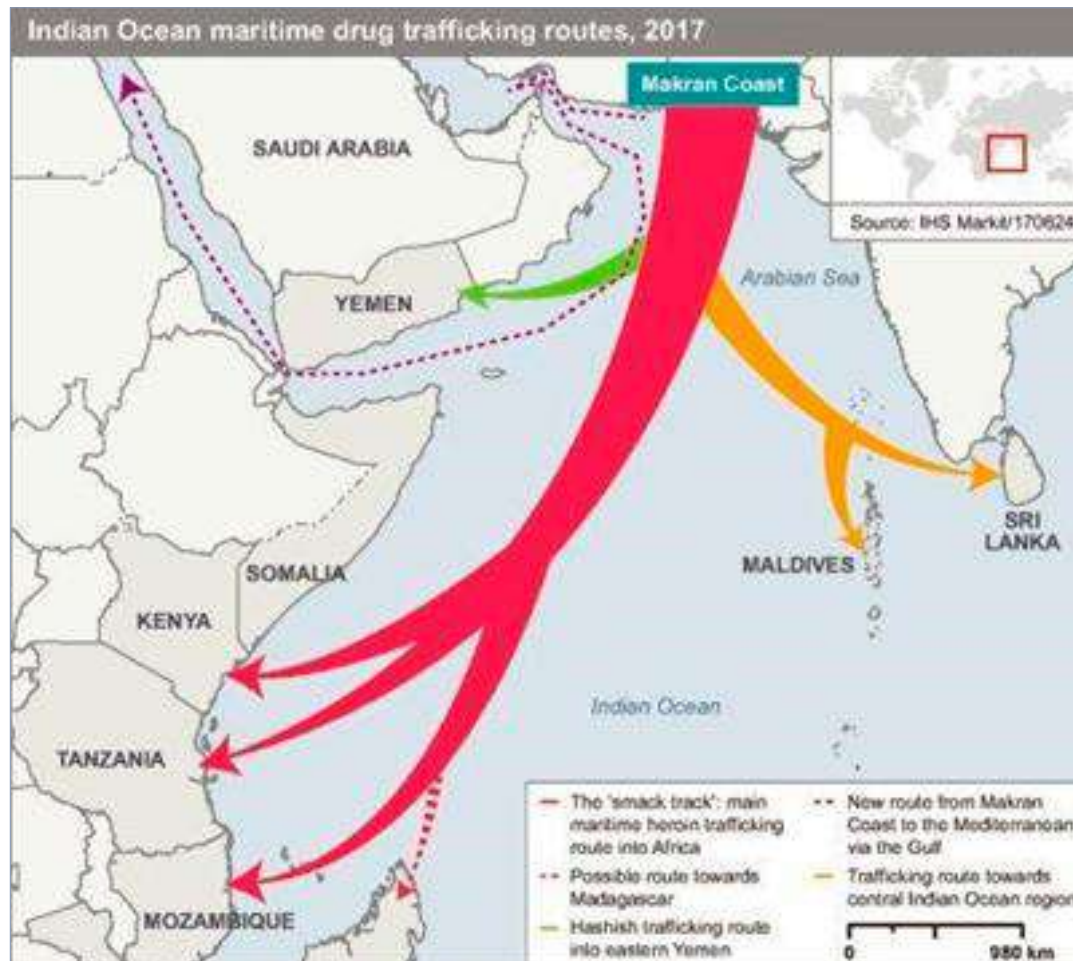 Indian Ocean maritime drug trafficking routes, 2017
Makran Coast
SAUDI ARABIA
Source: IHS Markit/170624
Arabian Sea
YEMEN
SRI
LANKA
MALDIVES
SOMALIA
KENYA
Indian Ocean
TANZANIA
MOZAMBIQUE
The 'smack track': main
maritime heroin trafficking
route into Africa
Possible route towards
Madagascar
Hashish trafficking route
into eastern Yemen
New route from Makran
Coast to the Mediterranean
via the Gulf
Trafficking route towards
central Indian Ocean region
0 980 km